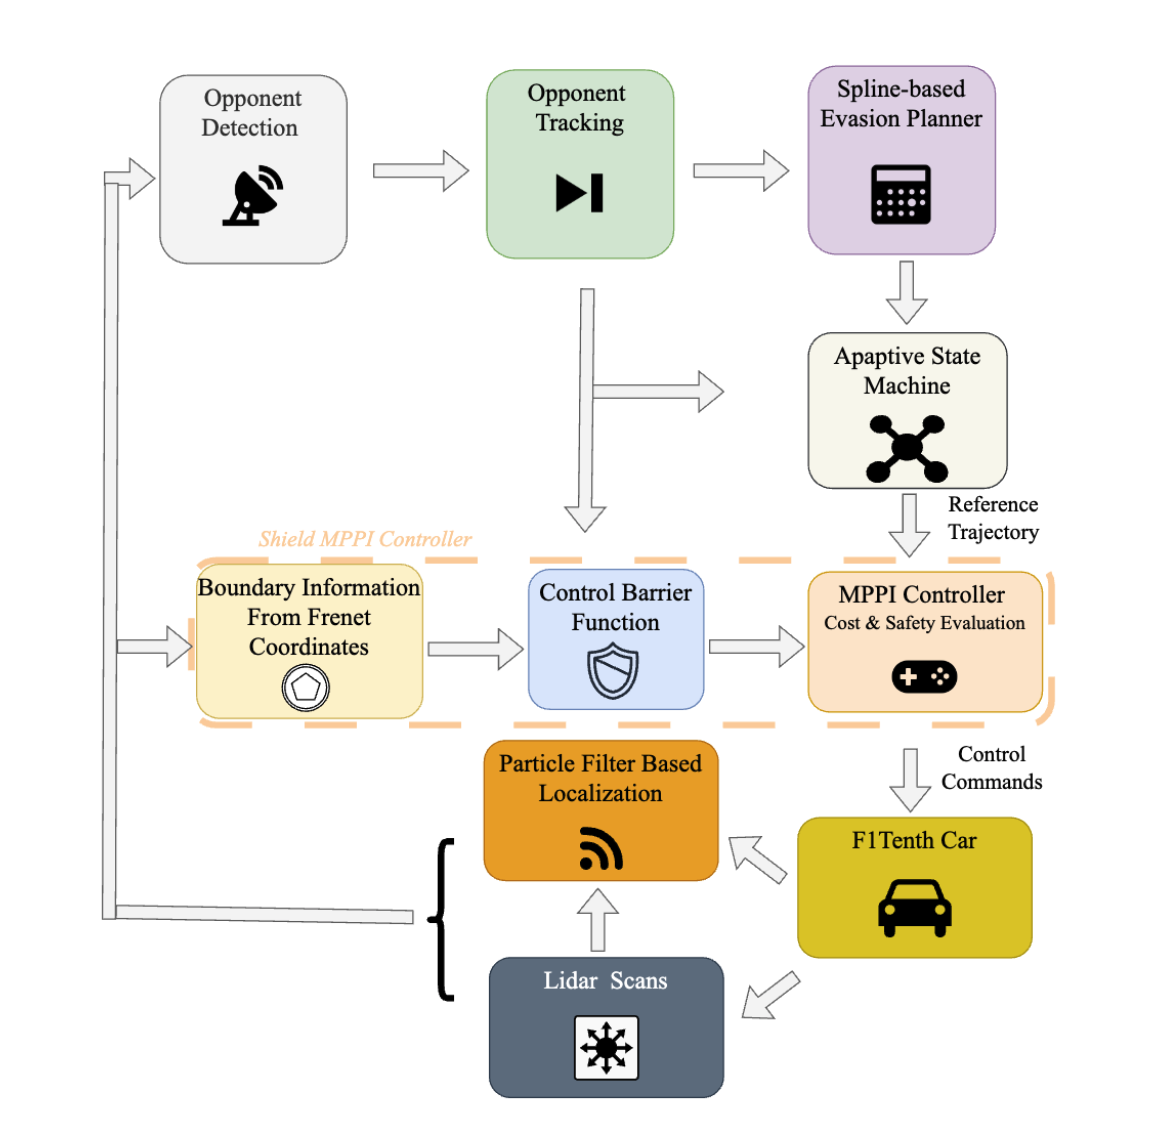 Opponent
Detection
Opponent
Tracking
Spline-based
Evasion Planner
Apaptive State
Machine
Reference
Trajectory
Shield MPPI Controller
Boundary Information
From Frenet
Coordinates
Control Barrier
Function
MPPI Controller
Cost & Safety Evaluation
Particle Filter Based
Localization
Control
Commands
F1Tenth Car
Lidar Scans